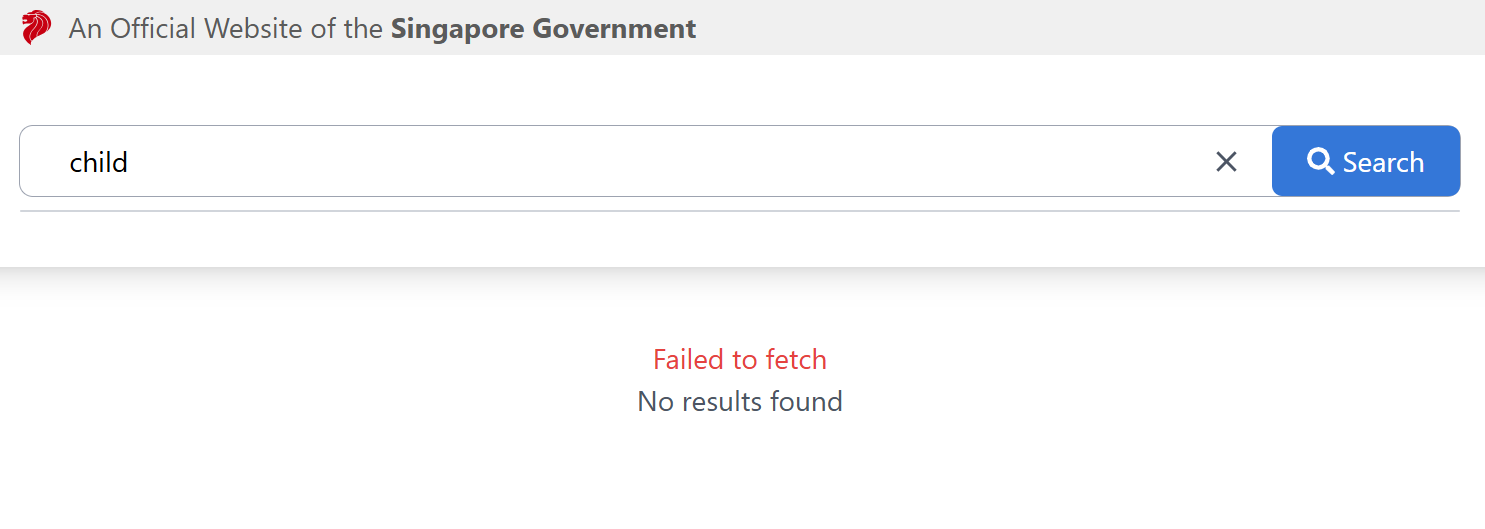 An Official Website of the Singapore Government
child
Search
Failed to fetch
No results found